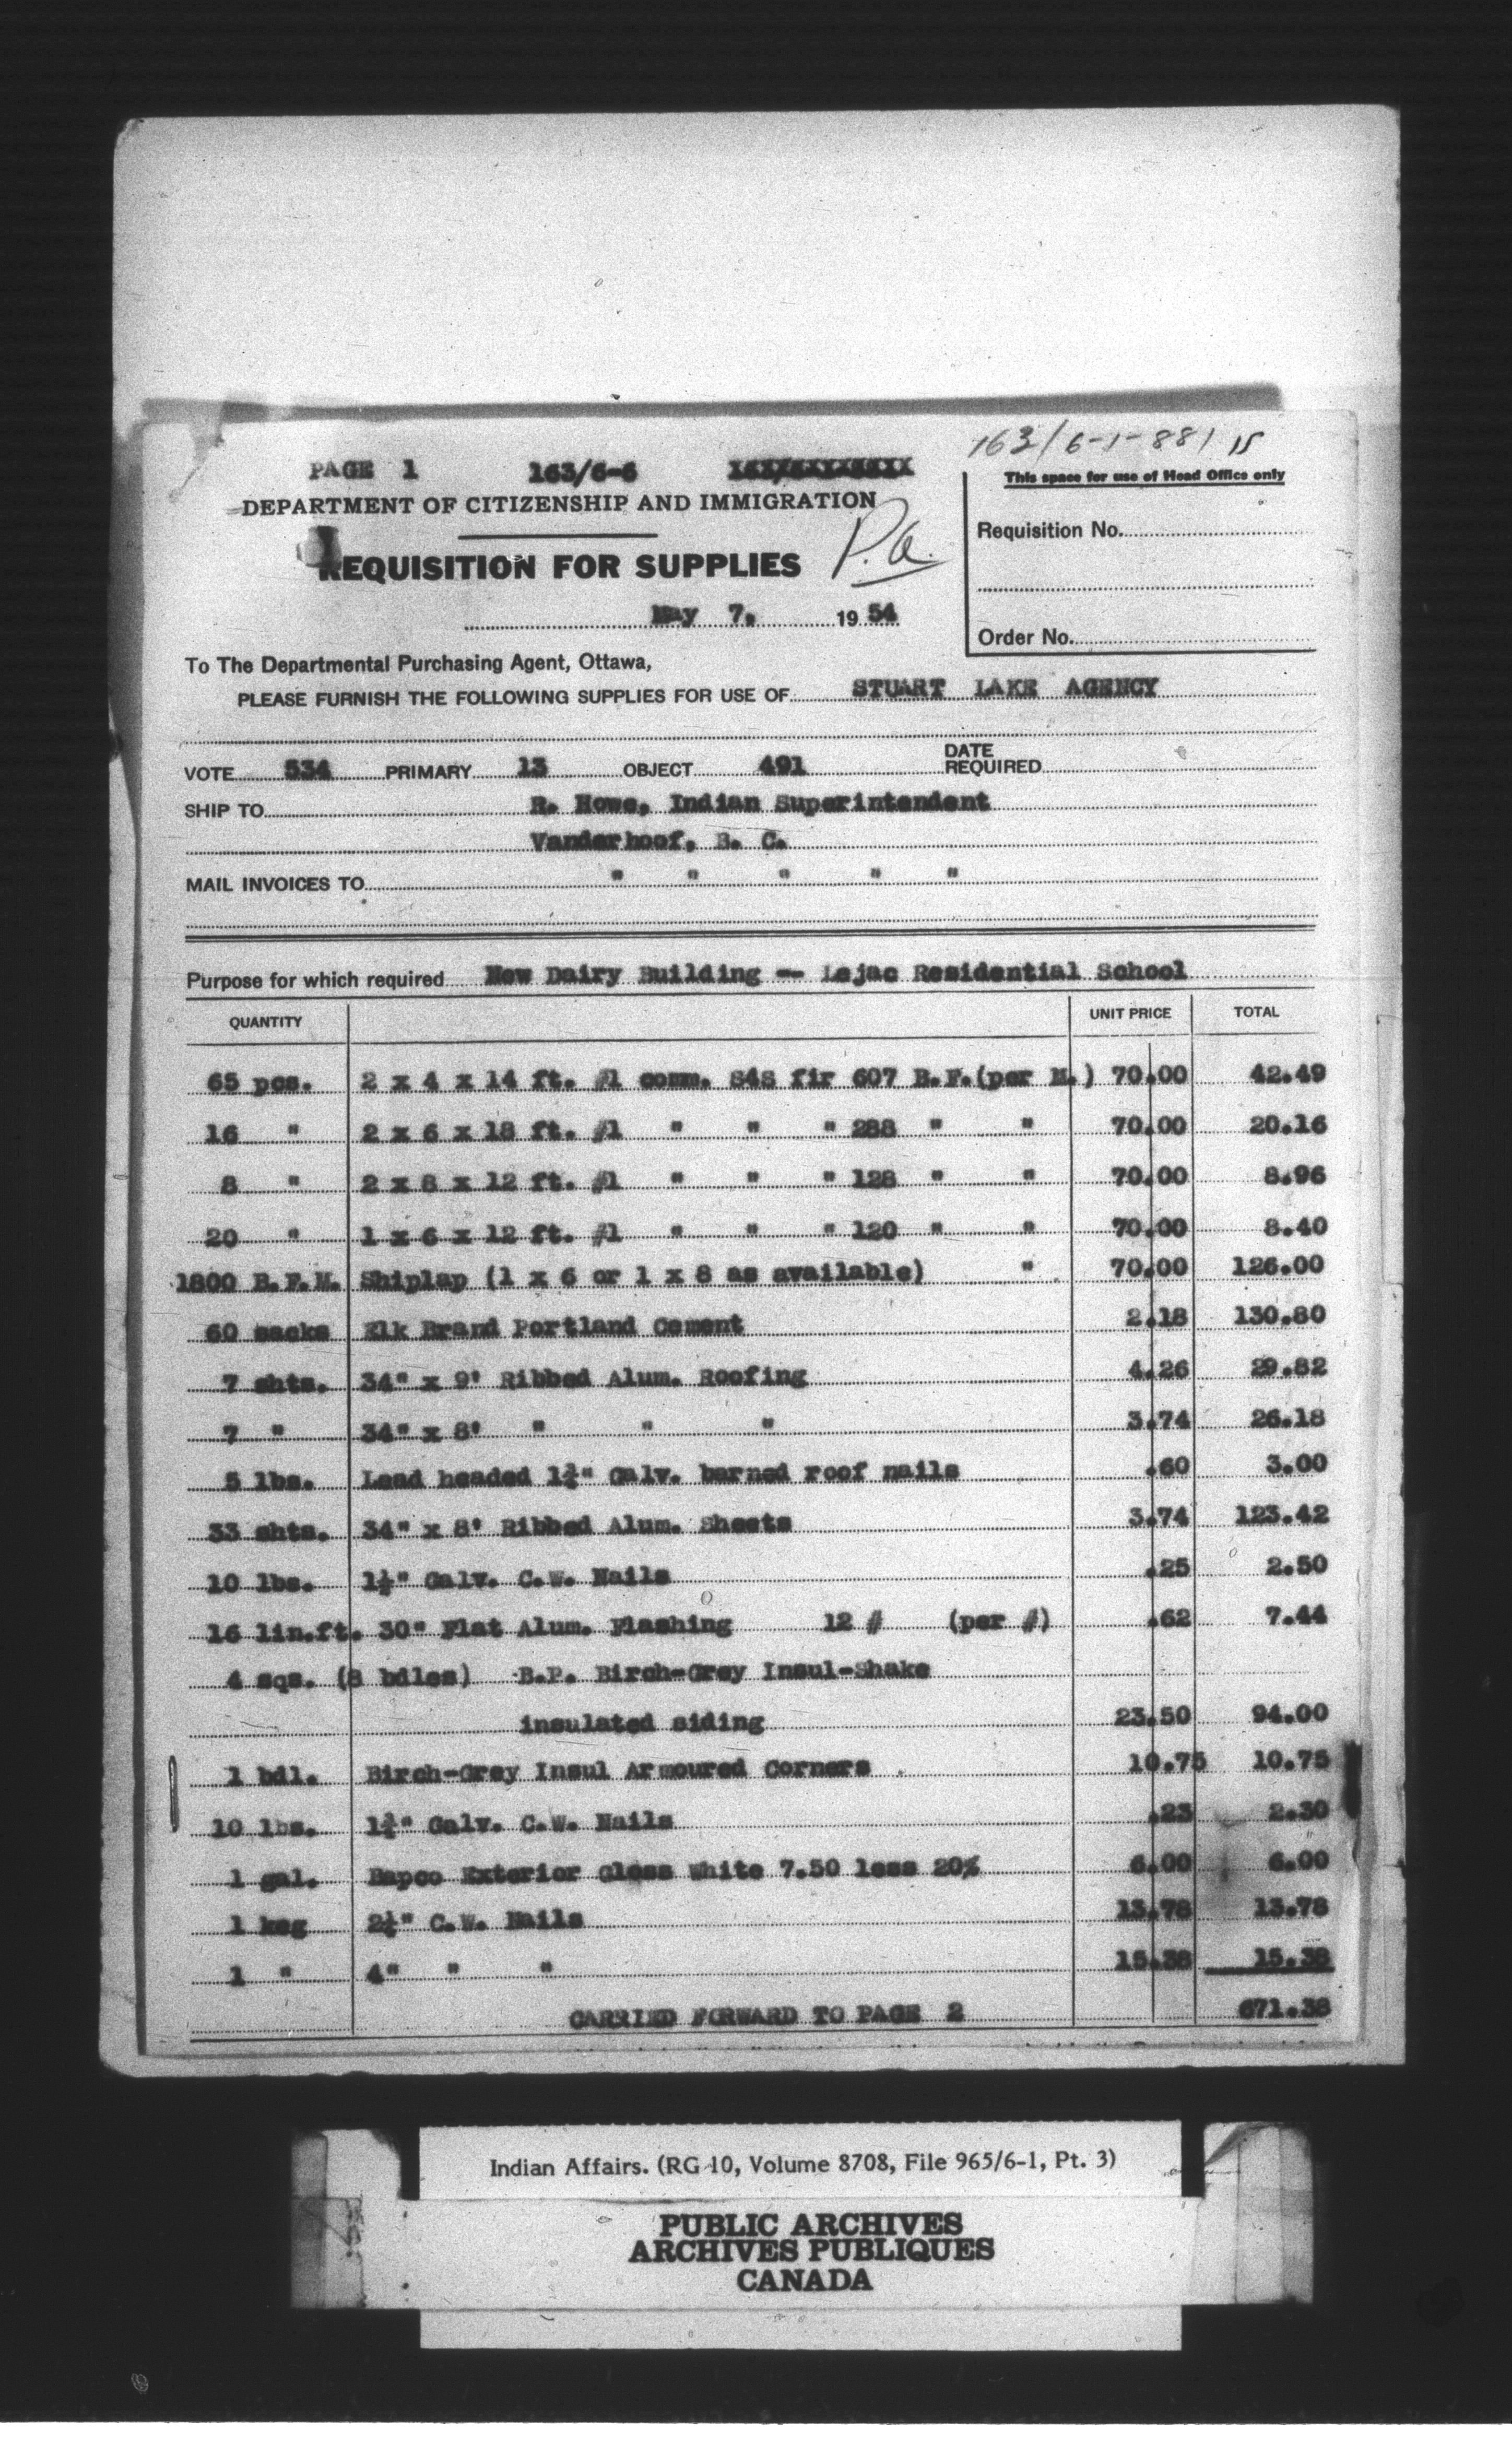 163/6-1-881 15
PAGE 1 163/6-6
This space for use of Head Office only
DEPARTMENT OF CITIZENSHIP AND IMMIGRATION
P.A.
REQUISITION FOR SUPPLIES
Requisition No.
May 7, 1954
Order No.
To The Departmental Purchasing Agent, Ottawa,
PLEASE FURNISH THE FOLLOWING SUPPLIES FOR USE OF STUART LAKE AGENCY
VOTE 534 PRIMARY 13 OBJECT 491 DATE REQUIRED
SHIP TO R. Howe, Indian Superintendent
Vanderhoof, B. C.
MAIL INVOICES TO " " " " "
Purpose for which required New Dairy Building -- Lejac Residential School
QUANTITY UNIT PRICE TOTAL
65 pcs. 2 x 4 x 14 ft. #1 comm. S4S fir 607 B.F.(per M.) 70.00 42.49
16 " 2 x 6 x 18 ft. #1 " " " 288 " " 70.00 20.16
8 " 2 x 8 x 12 ft. #1 " " " 128 " " 70.00 8.96
20 " 1 x 6 x 12 ft. #1 " " " 120 " " 70.00 8.40
1800 B.F.M. Shiplap (1 x 6 or 1 x 8 as available) " 70.00 126.00
60 sacks Elk Brand Portland Cement 2.18 130.80
7 shts. 34" x 9' Ribbed Alum. Roofing 4.26 29.82
7 " 34" x 8' " " " 3.74 26.18
5 lbs. Lead headed 1¾" Galv. barned roof nails .60 3.00
33 shts. 34" x 8' Ribbed Alum. Sheets 3.74 123.42
10 lbs. 1½" Galv. C.W. Nails .25 2.50
16 lin.ft. 30" Flat Alum. Flashing 12 # (per #) .62 7.44
4 sqs. (8 bdles) B.P. Birch-Grey Insul-Shake
insulated siding 23.50 94.00
1 bdl. Birch-Grey Insul Armoured Corners 10.75 10.75
10 lbs. 1¾" Galv. C.W. Nails .23 2.30
1 gal. Bapco Exterior Gloss White 7.50 less 20% 6.00 6.00
1 keg 2½" C.W. Nails 13.78 13.78
1 " 4" " " 15.38 15.38
CARRIED FORWARD TO PAGE 2 671.38
Indian Affairs. (RG 10, Volume 8708, File 965/6-1, Pt. 3)
PUBLIC ARCHIVES
ARCHIVES PUBLIQUES
CANADA